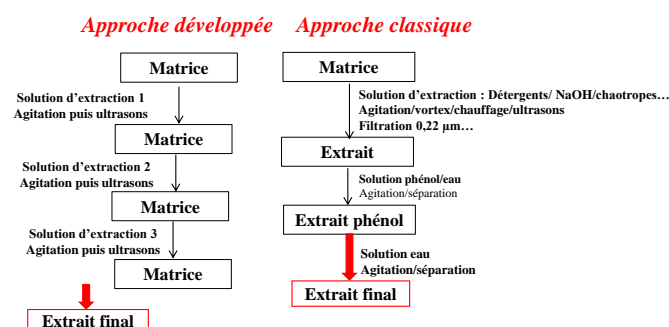 Approche développée
Matrice
Solution d'extraction 1
Agitation puis ultrasons
Matrice
Solution d'extraction 2
Agitation puis ultrasons
Matrice
Solution d'extraction 3
Agitation puis ultrasons
Matrice
Extrait final
Approche classique
Matrice
Solution d'extraction : Détergents/ NaOH/chaotropes…
Agitation/vortex/chauffage/ultrasons
Filtration 0,22 µm…
Extrait
Solution phénol/eau
Agitation/séparation
Extrait phénol
Solution eau
Agitation/séparation
Extrait final